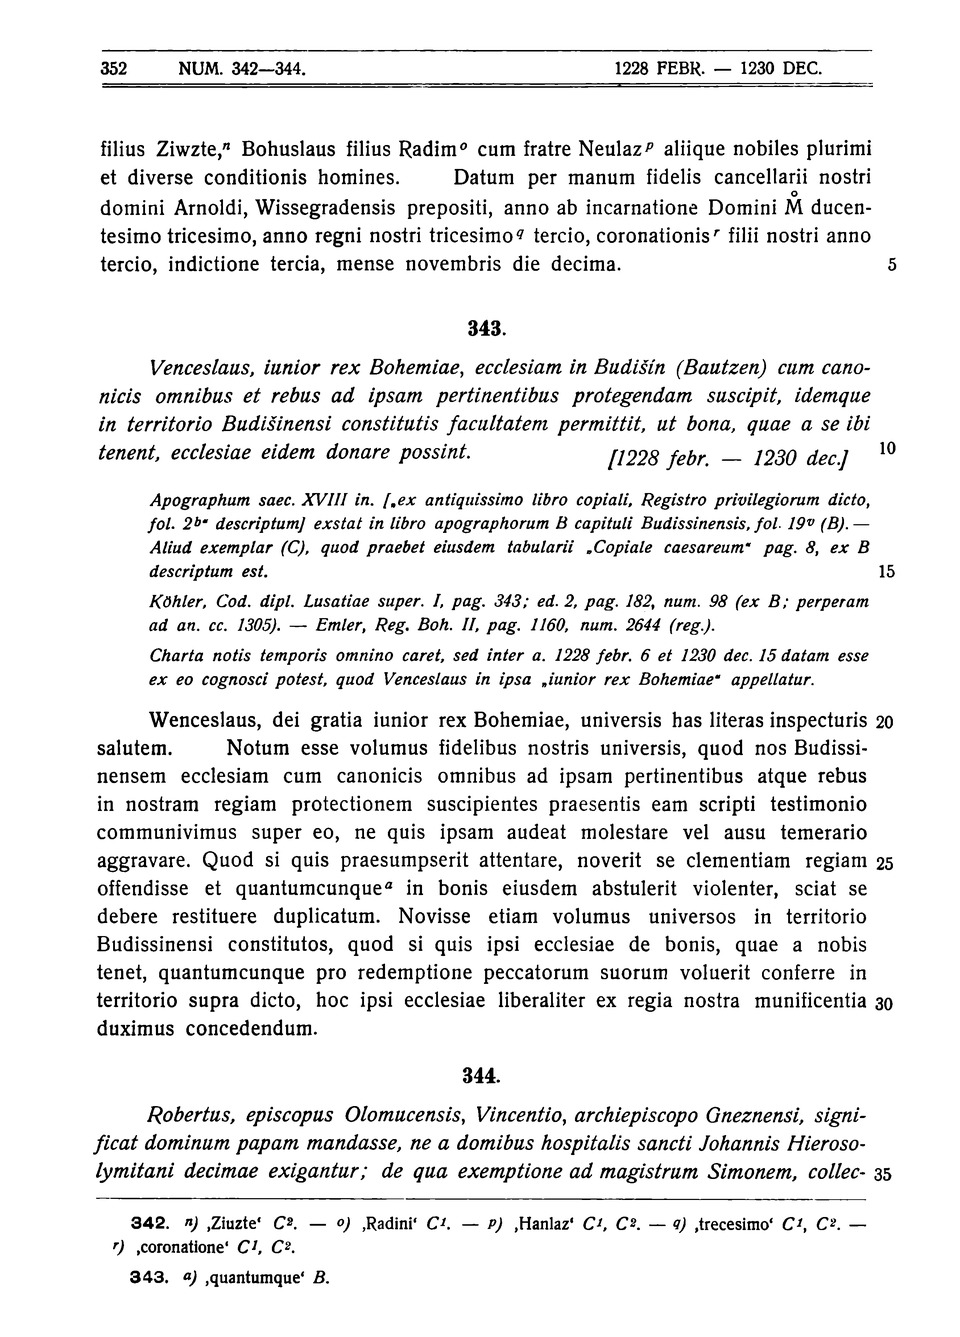 352 NUM. 342—344. 1228 FEBR. — 1230 DEC.
filius Ziwzte,ⁿ Bohuslaus filius Radimᵒ cum fratre Neulazᵖ aliique nobiles plurimi
et diverse conditionis homines. Datum per manum fidelis cancellarii nostri
domini Arnoldi, Wissegradensis prepositi, anno ab incarnatione Domini M̊ ducen-
tesimo tricesimo, anno regni nostri tricesimo𐞥 tercio, coronationisʳ filii nostri anno
tercio, indictione tercia, mense novembris die decima. 5
343.
Venceslaus, iunior rex Bohemiae, ecclesiam in Budišín (Bautzen) cum cano-
nicis omnibus et rebus ad ipsam pertinentibus protegendam suscipit, idemque
in territorio Budišinensi constitutis facultatem permittit, ut bona, quae a se ibi
tenent, ecclesiae eidem donare possint. [1228 febr. — 1230 dec.] 10
Apographum saec. XVIII in. [„ex antiquissimo libro copiali, Registro privilegiorum dicto,
fol. 2ᵇ“ descriptum] exstat in libro apographorum B capituli Budissinensis, fol. 19ᵛ (B). —
Aliud exemplar (C), quod praebet eiusdem tabularii „Copiale caesareum“ pag. 8, ex B
descriptum est. 15
Köhler, Cod. dipl. Lusatiae super. I, pag. 343; ed. 2, pag. 182, num. 98 (ex B; perperam
ad an. cc. 1305). — Emler, Reg. Boh. II, pag. 1160, num. 2644 (reg.).
Charta notis temporis omnino caret, sed inter a. 1228 febr. 6 et 1230 dec. 15 datam esse
ex eo cognosci potest, quod Venceslaus in ipsa „iunior rex Bohemiae“ appellatur.
Wenceslaus, dei gratia iunior rex Bohemiae, universis has literas inspecturis 20
salutem. Notum esse volumus fidelibus nostris universis, quod nos Budissi-
nensem ecclesiam cum canonicis omnibus ad ipsam pertinentibus atque rebus
in nostram regiam protectionem suscipientes praesentis eam scripti testimonio
communivimus super eo, ne quis ipsam audeat molestare vel ausu temerario
aggravare. Quod si quis praesumpserit attentare, noverit se clementiam regiam 25
offendisse et quantumcunqueᵃ in bonis eiusdem abstulerit violenter, sciat se
debere restituere duplicatum. Novisse etiam volumus universos in territorio
Budissinensi constitutos, quod si quis ipsi ecclesiae de bonis, quae a nobis
tenet, quantumcunque pro redemptione peccatorum suorum voluerit conferre in
territorio supra dicto, hoc ipsi ecclesiae liberaliter ex regia nostra munificentia 30
duximus concedendum.
344.
Robertus, episcopus Olomucensis, Vincentio, archiepiscopo Gneznensi, signi-
ficat dominum papam mandasse, ne a domibus hospitalis sancti Johannis Hieroso-
lymitani decimae exigantur; de qua exemptione ad magistrum Simonem, collec- 35
342. n) ‚Ziuzte‘ C². — o) ‚Radini‘ C¹. — p) ‚Hanlaz‘ C¹, C². — q) ‚trecesimo‘ C¹, C². —
r) ‚coronatione‘ C¹, C².
343. a) ‚quantumque‘ B.